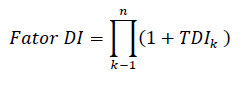 Fator DI = ∏_{k-1}^{n} (1 + TDI_k )